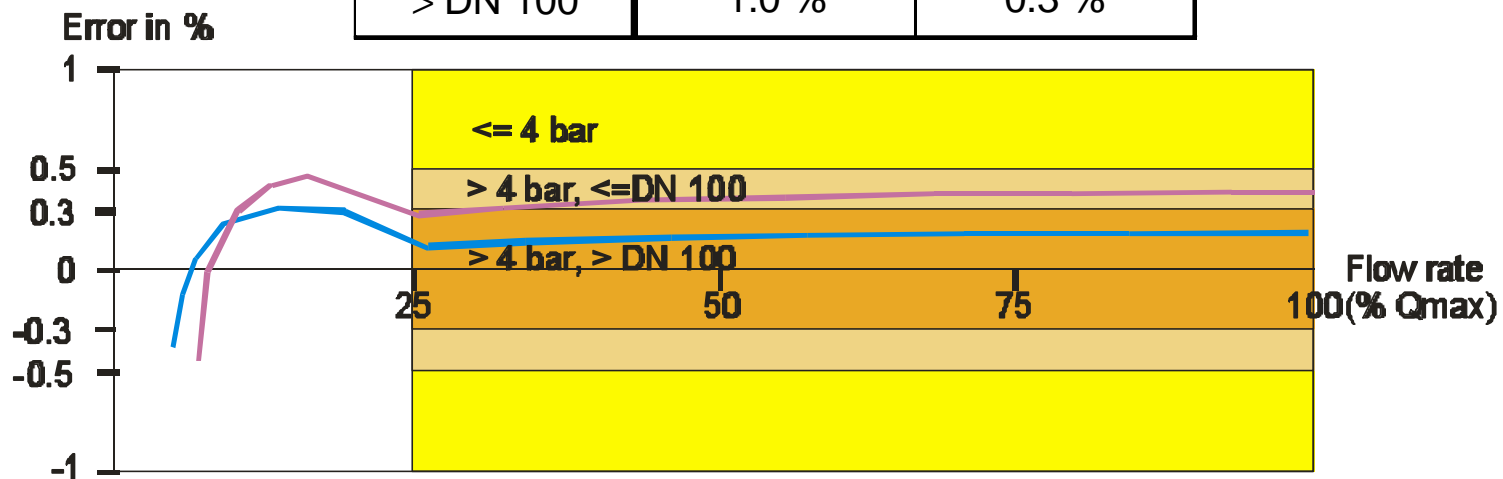 > DN 100 1.0 % 0.3 %
Error in %
1
<= 4 bar
0.5
> 4 bar, <=DN 100
0.3
> 4 bar, > DN 100
0
Flow rate
25 50 75 100 (% Qmax)
-0.3
-0.5
-1